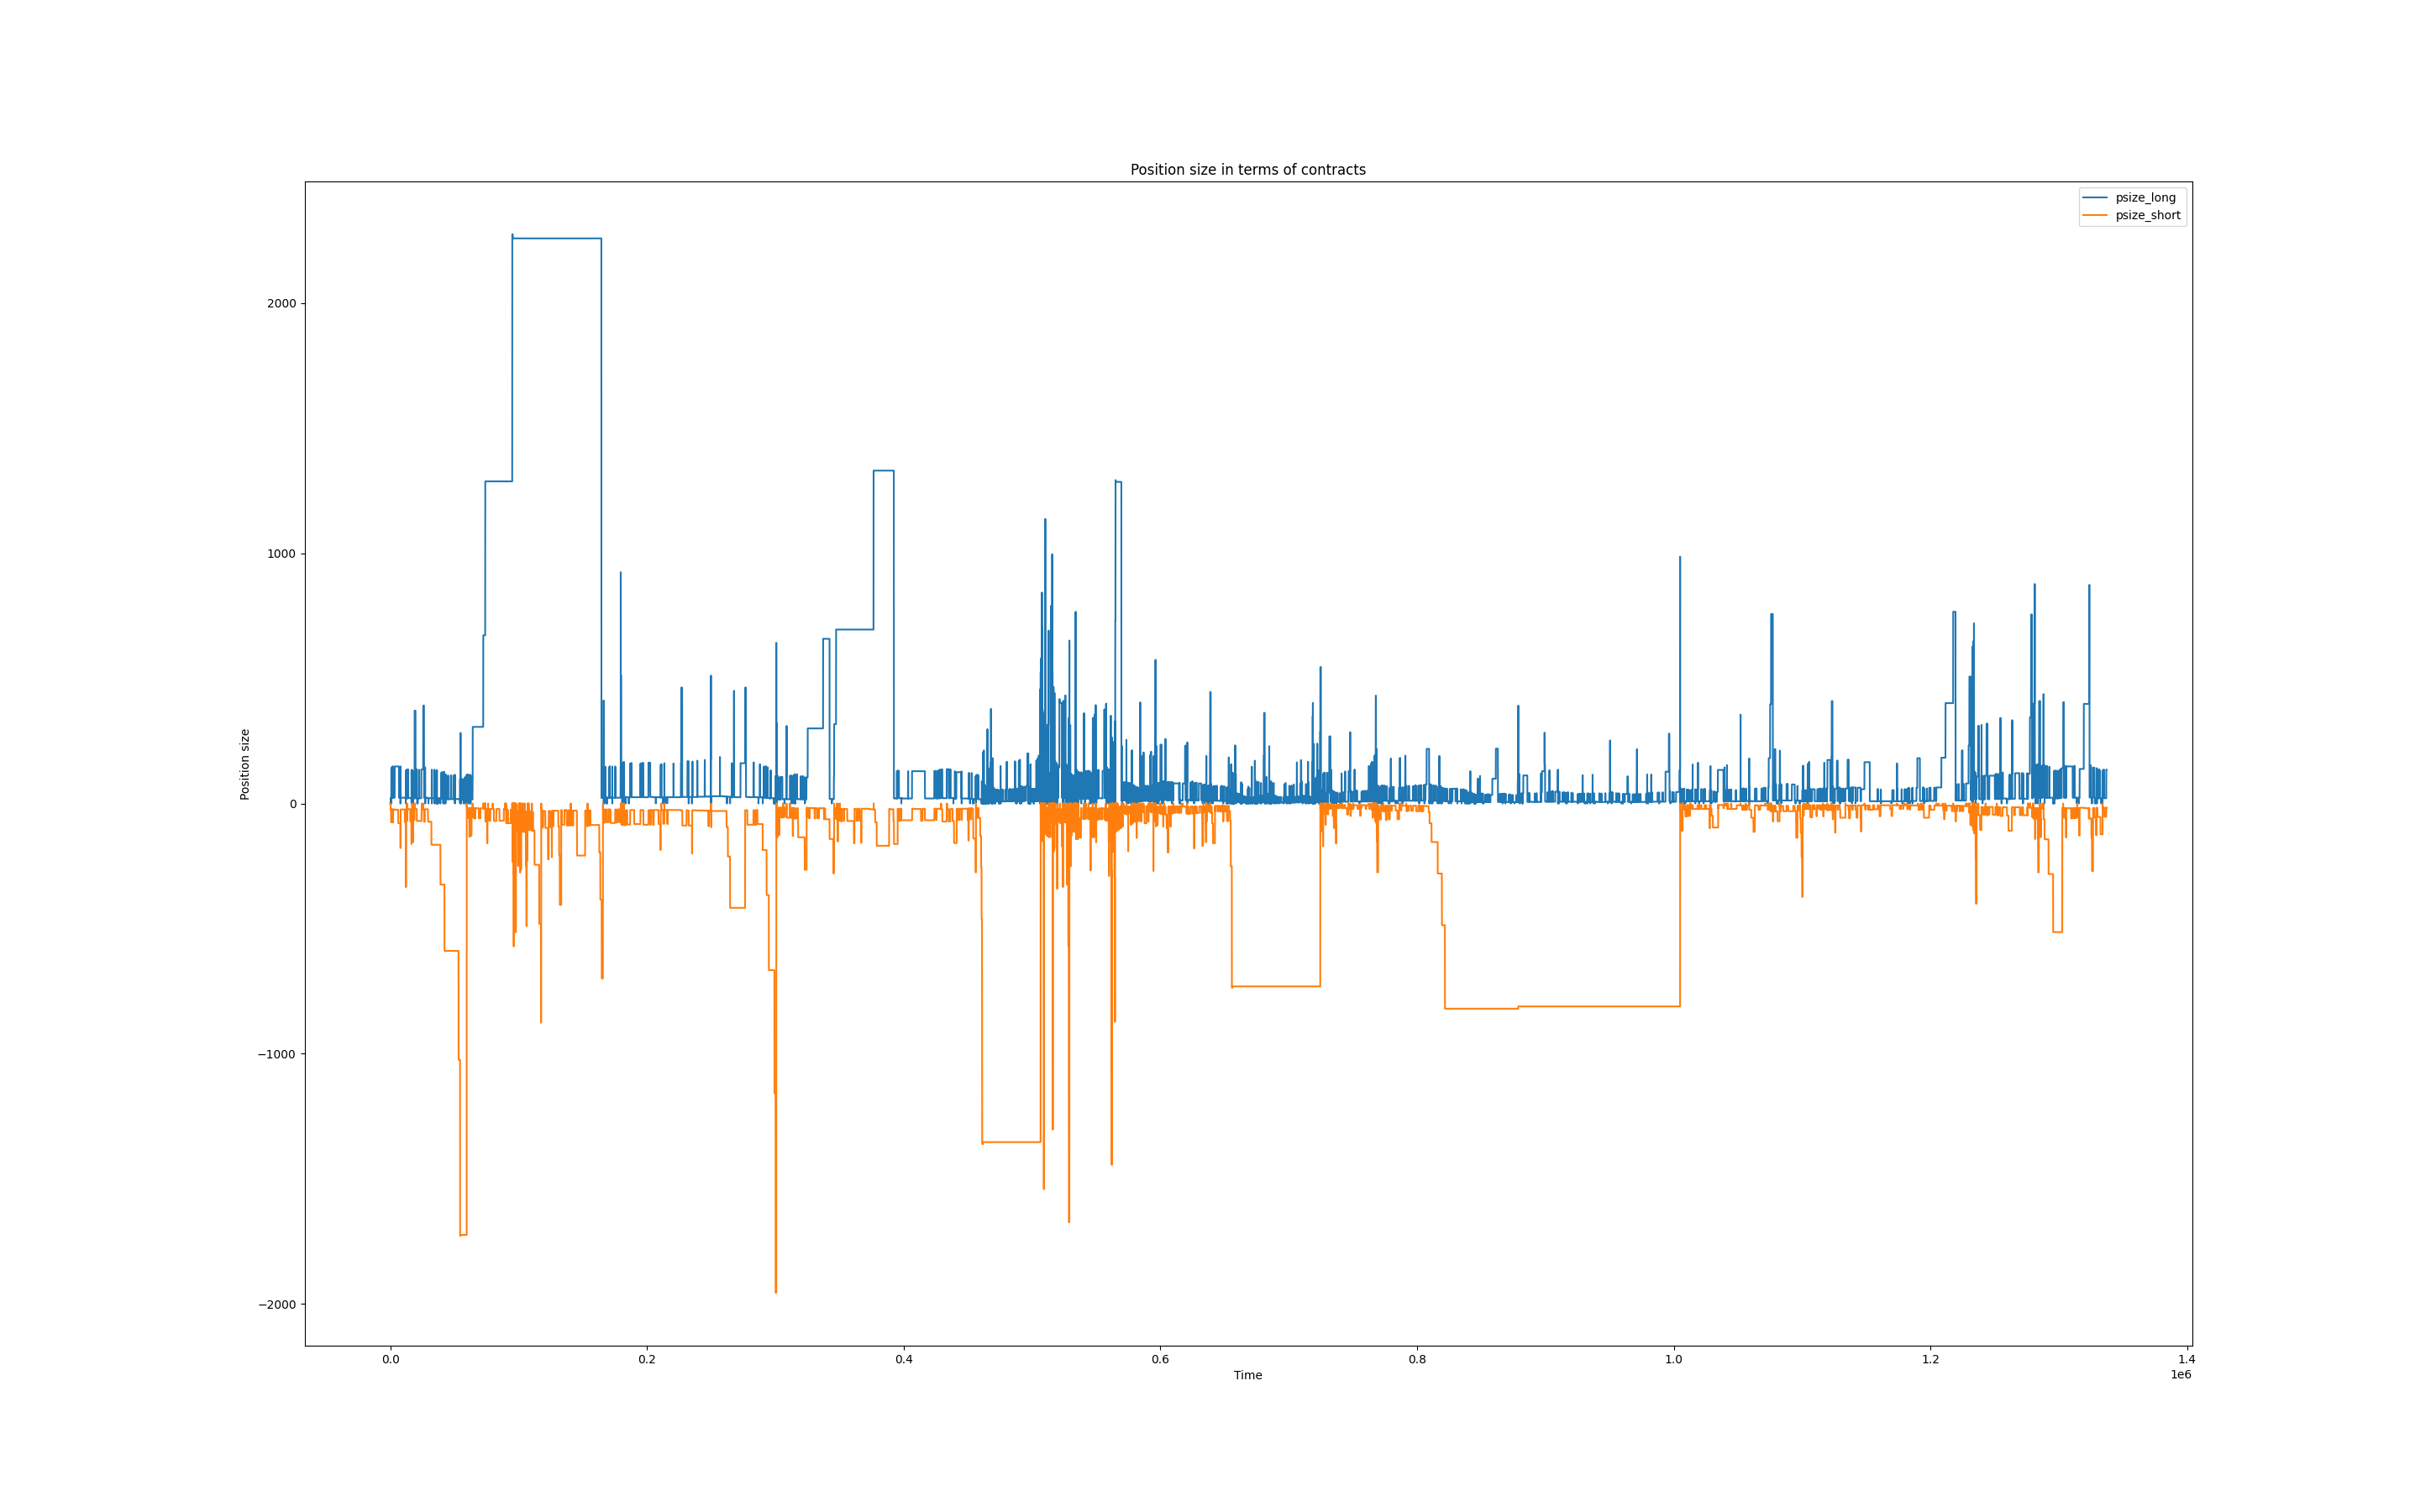 Position size in terms of contracts
psize_long
psize_short
Position size
2000
1000
0
−1000
−2000
0.0
0.2
0.4
0.6
0.8
1.0
1.2
1.4
Time
1e6